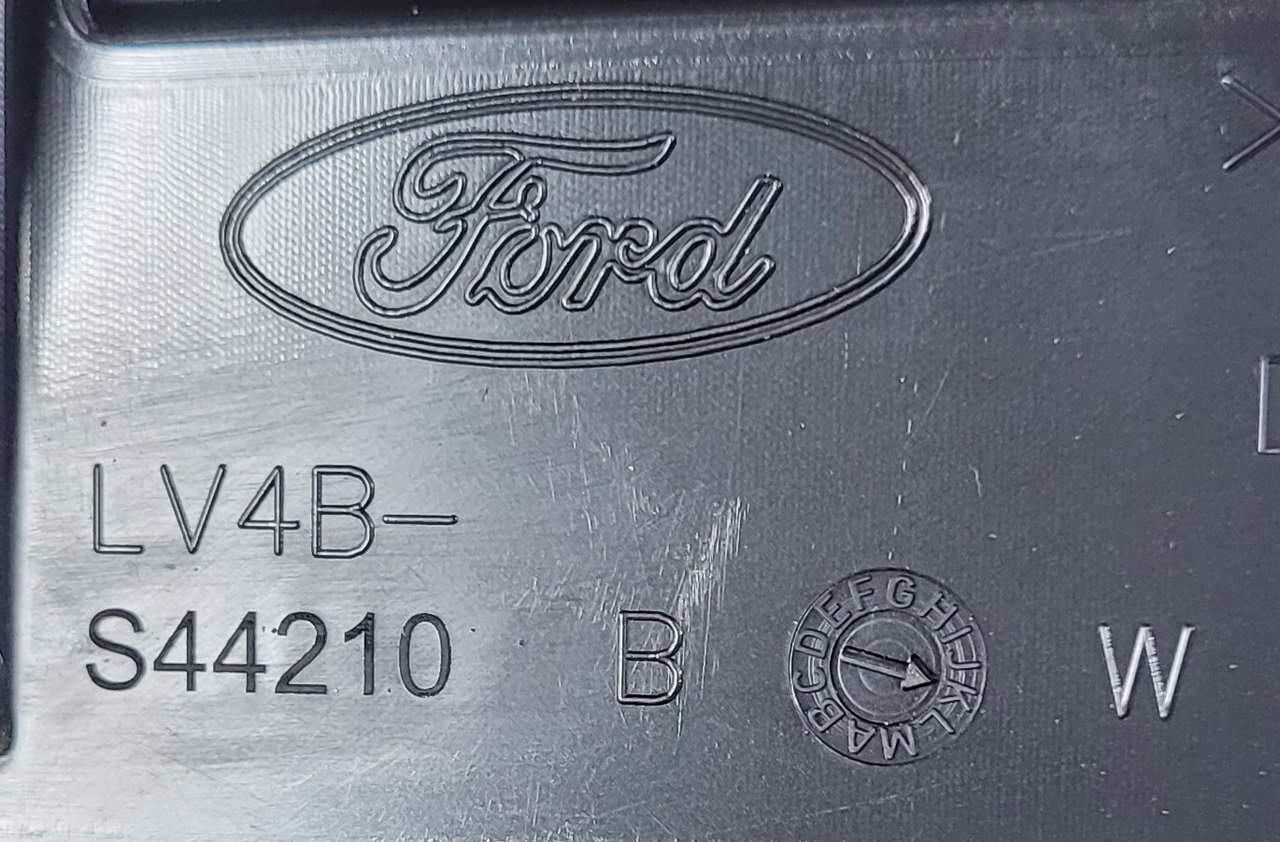 Ford
LV4B-
S44210 B W
ABCDEFGHIJKLM